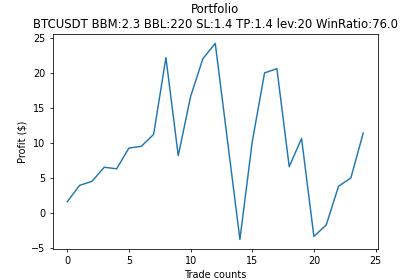 Portfolio
BTCUSDT BBM:2.3 BBL:220 SL:1.4 TP:1.4 lev:20 WinRatio:76.0
25
20
15
10
5
0
−5
Profit ($)
0 5 10 15 20 25
Trade counts